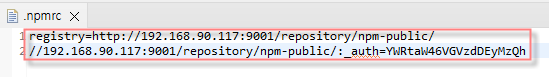 .npmrc
1 registry=http://192.168.90.117:9001/repository/npm-public/
2 //192.168.90.117:9001/repository/npm-public/:_auth=YWRtaW46VGVzdDEyMzQh